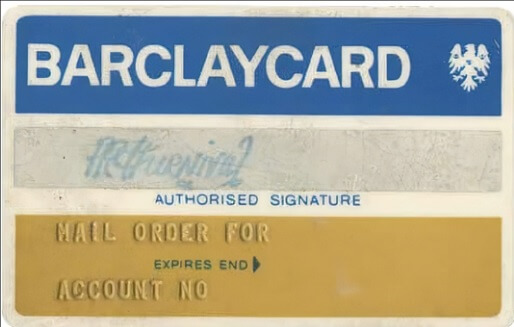 BARCLAYCARD
AUTHORISED SIGNATURE
MAIL ORDER FOR
EXPIRES END
ACCOUNT NO